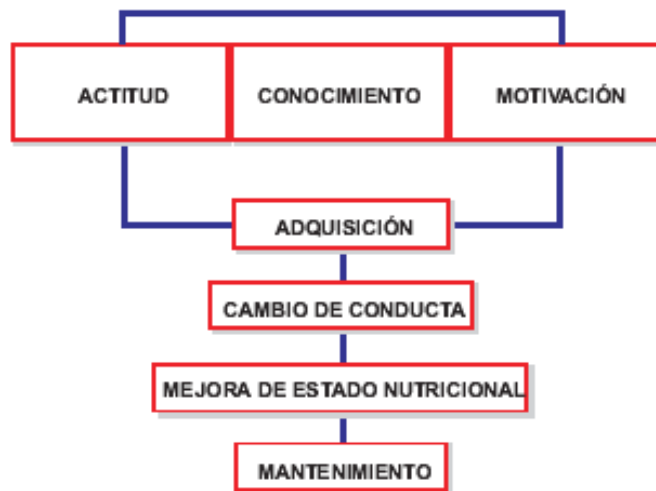 ACTITUD
CONOCIMIENTO
MOTIVACIÓN
ADQUISICIÓN
CAMBIO DE CONDUCTA
MEJORA DE ESTADO NUTRICIONAL
MANTENIMIENTO